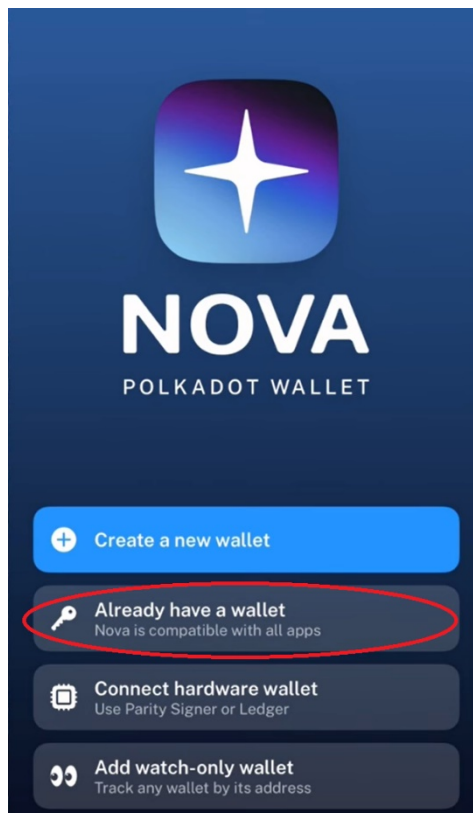 NOVA
POLKADOT WALLET
Create a new wallet
Already have a wallet
Nova is compatible with all apps
Connect hardware wallet
Use Parity Signer or Ledger
Add watch-only wallet
Track any wallet by its address